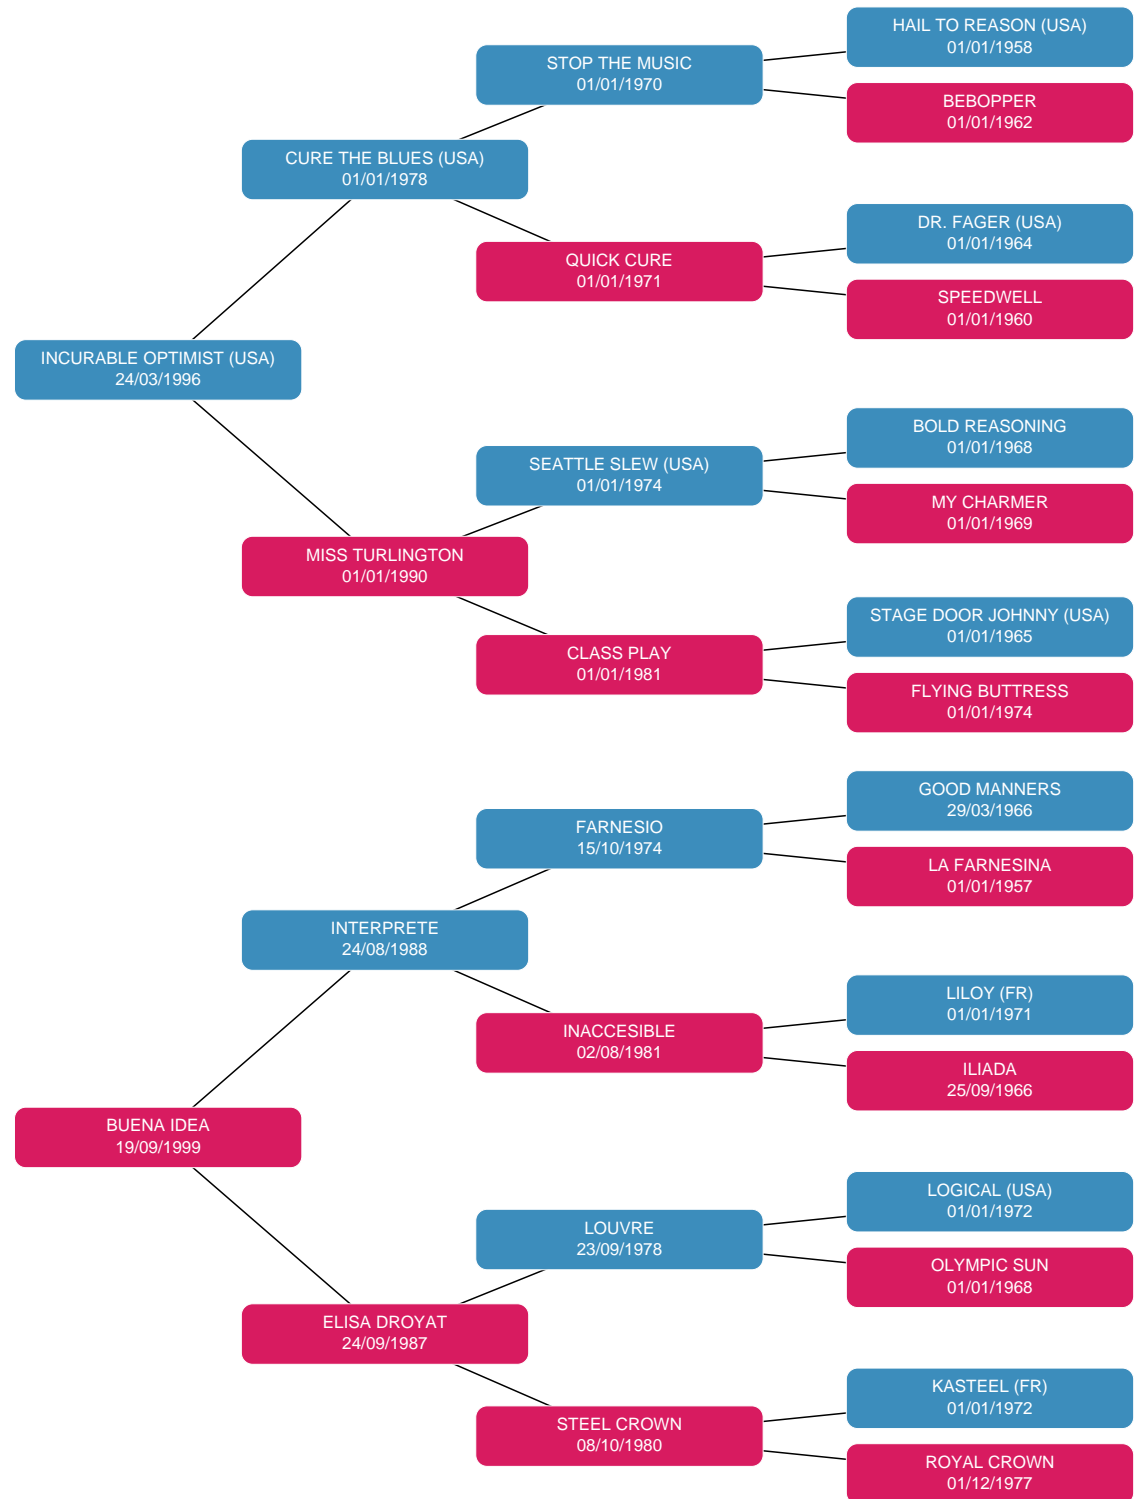 HAIL TO REASON (USA)
01/01/1958
STOP THE MUSIC
01/01/1970
BEBOPPER
01/01/1962
CURE THE BLUES (USA)
01/01/1978
DR. FAGER (USA)
01/01/1964
QUICK CURE
01/01/1971
SPEEDWELL
01/01/1960
INCURABLE OPTIMIST (USA)
24/03/1996
BOLD REASONING
01/01/1968
SEATTLE SLEW (USA)
01/01/1974
MY CHARMER
01/01/1969
MISS TURLINGTON
01/01/1990
STAGE DOOR JOHNNY (USA)
01/01/1965
CLASS PLAY
01/01/1981
FLYING BUTTRESS
01/01/1974
GOOD MANNERS
29/03/1966
FARNESIO
15/10/1974
LA FARNESINA
01/01/1957
INTERPRETE
24/08/1988
LILOY (FR)
01/01/1971
INACCESIBLE
02/08/1981
ILIADA
25/09/1966
BUENA IDEA
19/09/1999
LOGICAL (USA)
01/01/1972
LOUVRE
23/09/1978
OLYMPIC SUN
01/01/1968
ELISA DROYAT
24/09/1987
KASTEEL (FR)
01/01/1972
STEEL CROWN
08/10/1980
ROYAL CROWN
01/12/1977